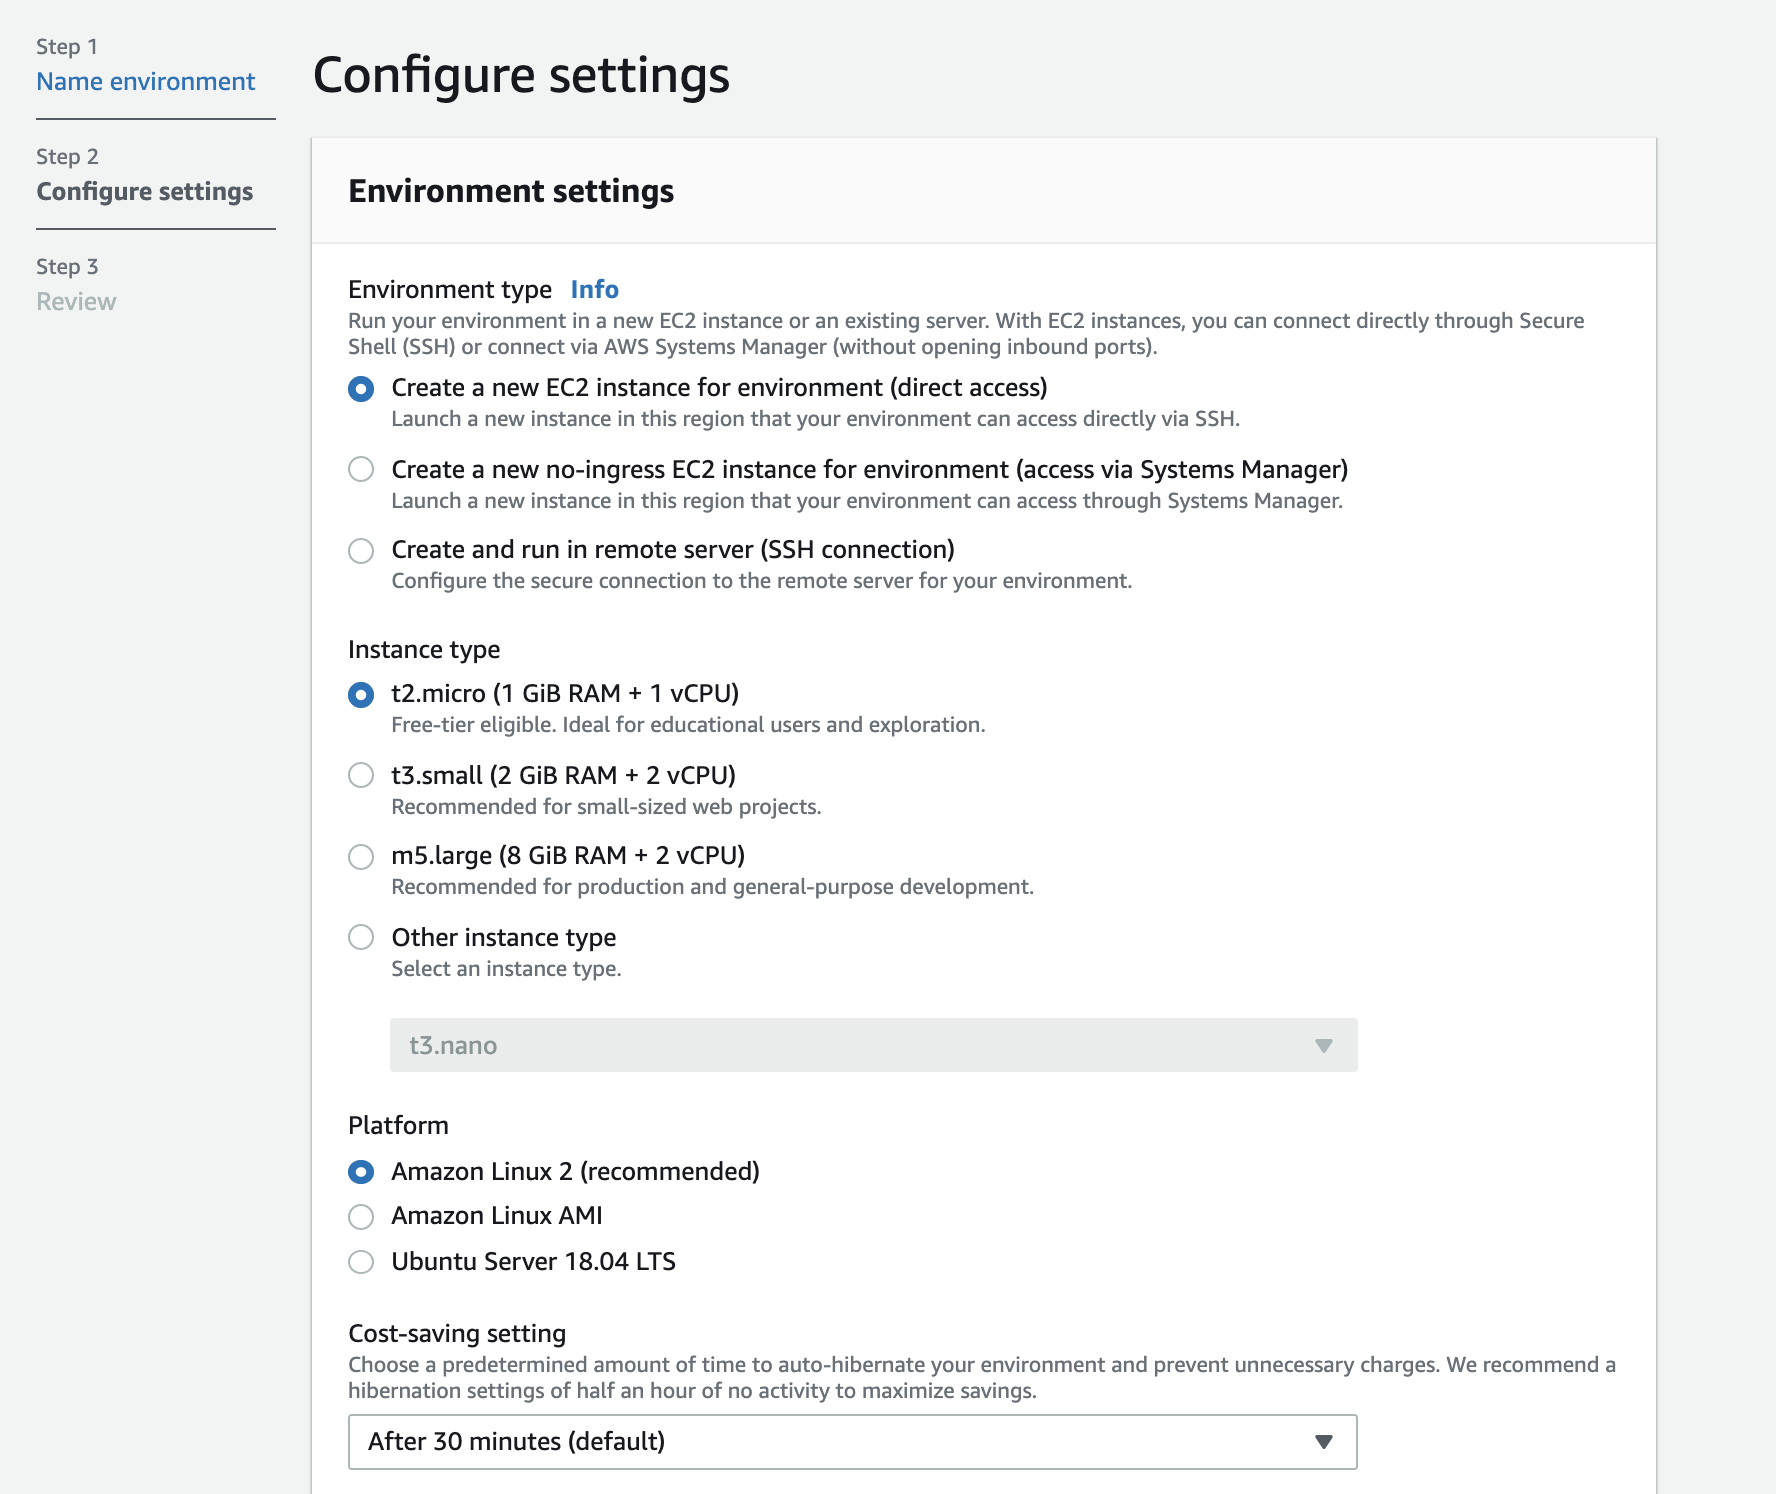 Step 1
Name environment
Step 2
Configure settings
Step 3
Review
Configure settings
Environment settings
Environment type Info
Run your environment in a new EC2 instance or an existing server. With EC2 instances, you can connect directly through Secure
Shell (SSH) or connect via AWS Systems Manager (without opening inbound ports).
Create a new EC2 instance for environment (direct access)
Launch a new instance in this region that your environment can access directly via SSH.
Create a new no-ingress EC2 instance for environment (access via Systems Manager)
Launch a new instance in this region that your environment can access through Systems Manager.
Create and run in remote server (SSH connection)
Configure the secure connection to the remote server for your environment.
Instance type
t2.micro (1 GiB RAM + 1 vCPU)
Free-tier eligible. Ideal for educational users and exploration.
t3.small (2 GiB RAM + 2 vCPU)
Recommended for small-sized web projects.
m5.large (8 GiB RAM + 2 vCPU)
Recommended for production and general-purpose development.
Other instance type
Select an instance type.
t3.nano
Platform
Amazon Linux 2 (recommended)
Amazon Linux AMI
Ubuntu Server 18.04 LTS
Cost-saving setting
Choose a predetermined amount of time to auto-hibernate your environment and prevent unnecessary charges. We recommend a
hibernation settings of half an hour of no activity to maximize savings.
After 30 minutes (default)